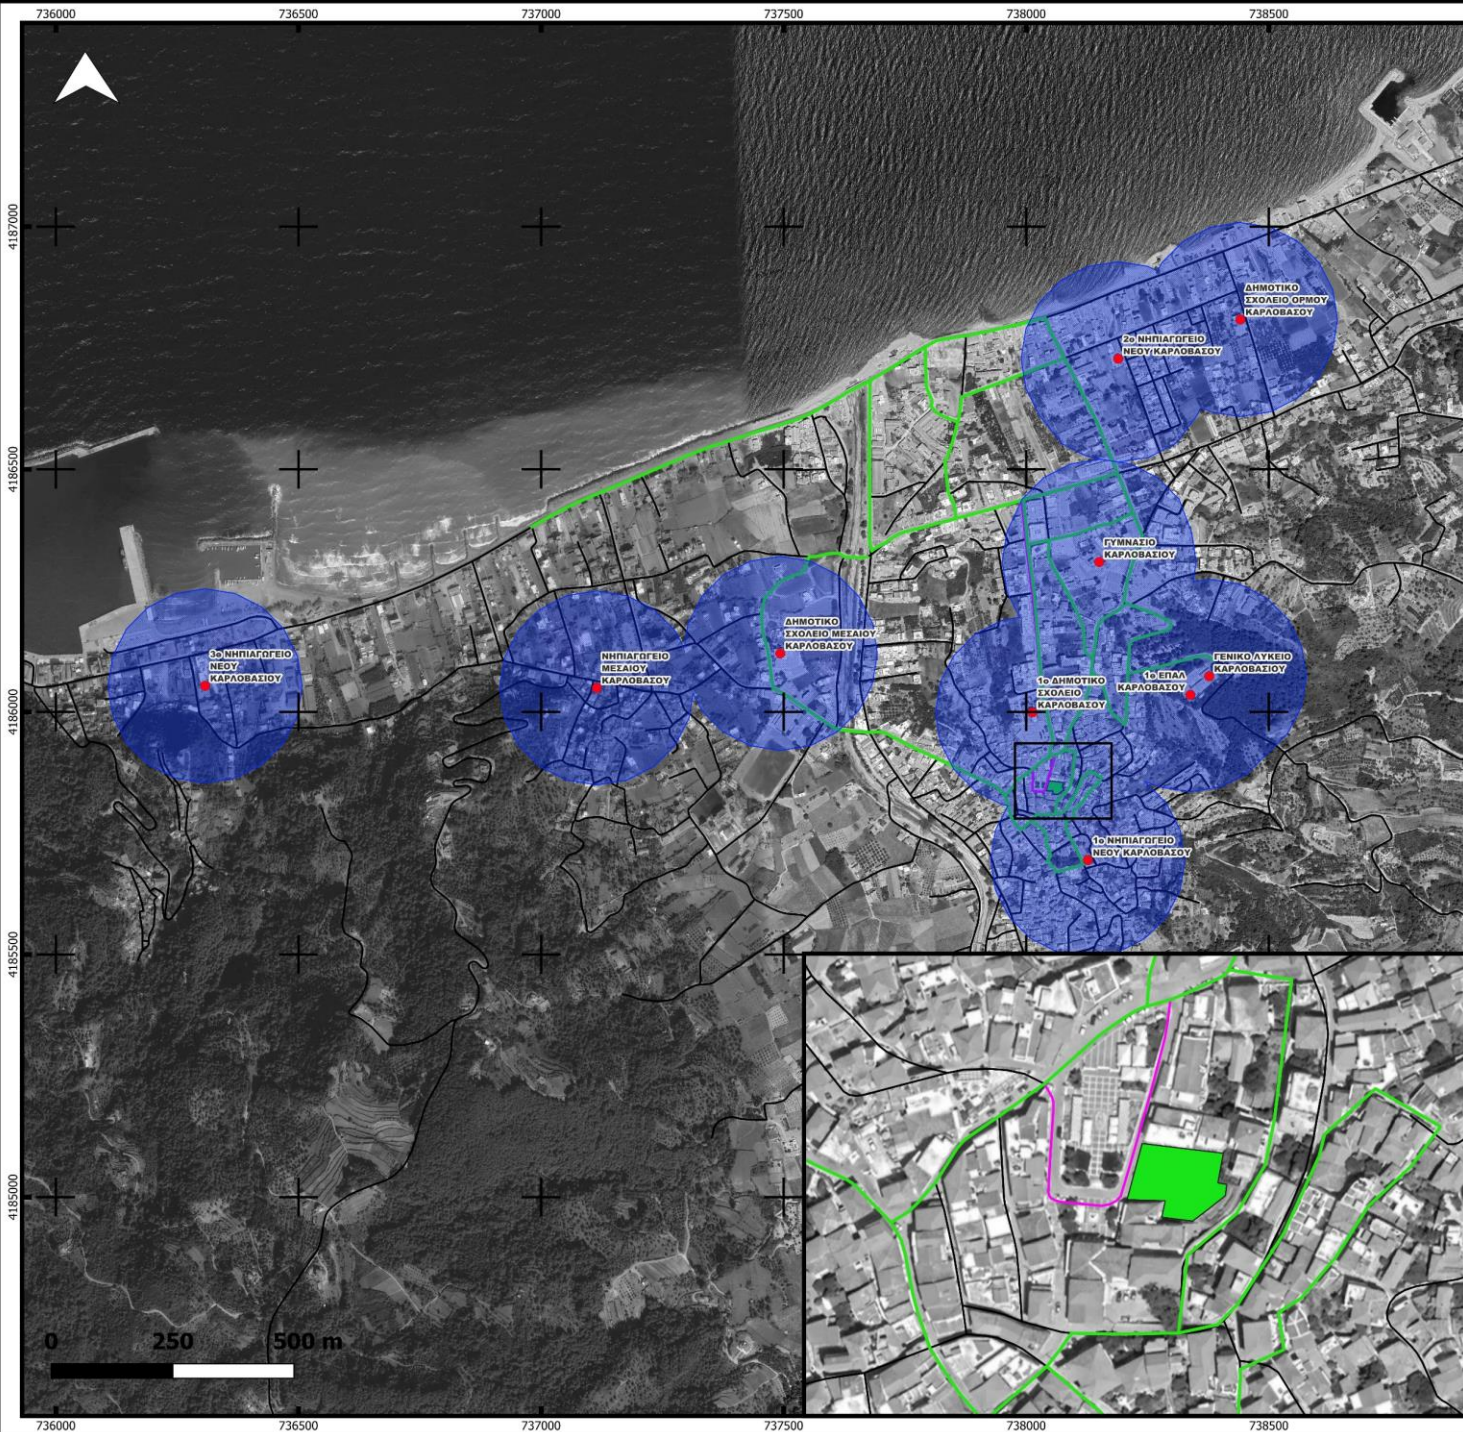 736000 736500 737000 737500 738000 738500
4187000
4186500
4186000
4185500
4185000
ΔΗΜΟΤΙΚΟ
ΣΧΟΛΕΙΟ ΟΡΜΟΥ
ΚΑΡΛΟΒΑΣΟΥ
2ο ΝΗΠΙΑΓΩΓΕΙΟ
ΝΕΟΥ ΚΑΡΛΟΒΑΣΟΥ
ΓΥΜΝΑΣΙΟ
ΚΑΡΛΟΒΑΣΙΟΥ
ΔΗΜΟΤΙΚΟ
ΣΧΟΛΕΙΟ ΜΕΣΑΙΟΥ
ΚΑΡΛΟΒΑΣΟΥ
3ο ΝΗΠΙΑΓΩΓΕΙΟ
ΝΕΟΥ
ΚΑΡΛΟΒΑΣΙΟΥ
ΝΗΠΙΑΓΩΓΕΙΟ
ΜΕΣΑΙΟΥ
ΚΑΡΛΟΒΑΣΟΥ
ΓΕΝΙΚΟ ΛΥΚΕΙΟ
ΚΑΡΛΟΒΑΣΙΟΥ
1ο ΕΠΑΛ
ΚΑΡΛΟΒΑΣΟΥ
1ο ΔΗΜΟΤΙΚΟ
ΣΧΟΛΕΙΟ
ΚΑΡΛΟΒΑΣΟΥ
1ο ΝΗΠΙΑΓΩΓΕΙΟ
ΝΕΟΥ ΚΑΡΛΟΒΑΣΟΥ
0 250 500 m
736000 736500 737000 737500 738000 738500